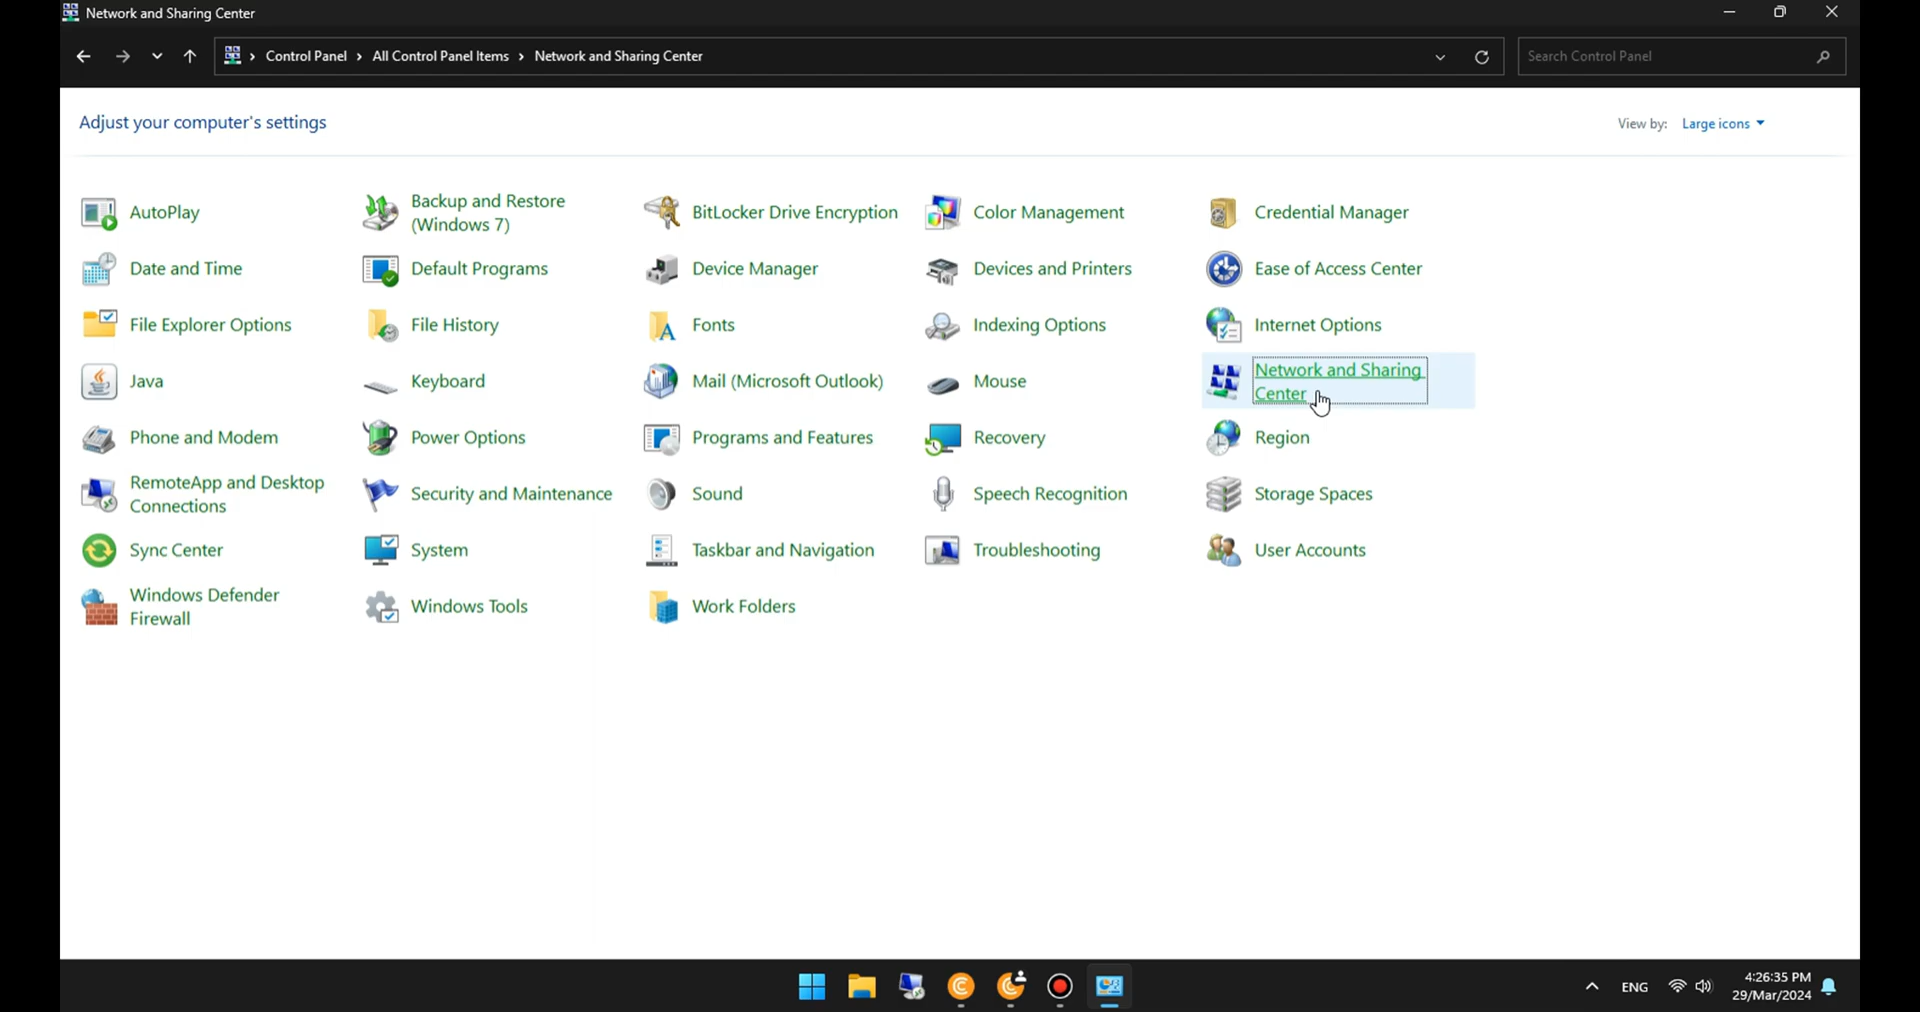 Network and Sharing Center
Control Panel > All Control Panel Items > Network and Sharing Center
Search Control Panel
Adjust your computer's settings
View by: Large icons
AutoPlay
Backup and Restore
(Windows 7)
BitLocker Drive Encryption
Color Management
Credential Manager
Date and Time
Default Programs
Device Manager
Devices and Printers
Ease of Access Center
File Explorer Options
File History
Fonts
Indexing Options
Internet Options
Java
Keyboard
Mail (Microsoft Outlook)
Mouse
Network and Sharing
Center
Phone and Modem
Power Options
Programs and Features
Recovery
Region
RemoteApp and Desktop
Connections
Security and Maintenance
Sound
Speech Recognition
Storage Spaces
Sync Center
System
Taskbar and Navigation
Troubleshooting
User Accounts
Windows Defender
Firewall
Windows Tools
Work Folders
ENG
4:26:35 PM
29/Mar/2024